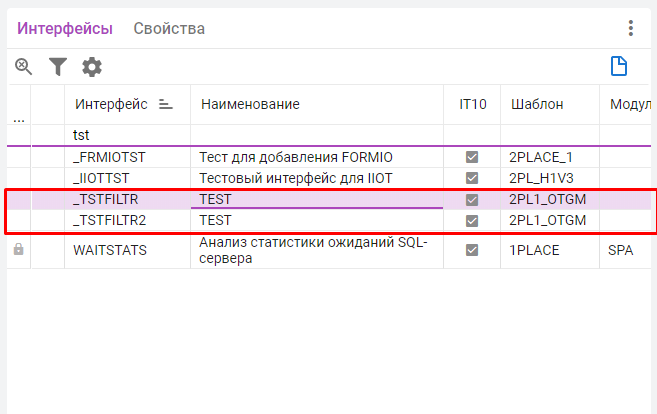 Интерфейсы Свойства
... Интерфейс Наименование IT10 Шаблон Модул
tst
_FRMIOTST Тест для добавления FORMIO 2PLACE_1
_IIOTTST Тестовый интерфейс для IIOT 2PL_H1V3
_TSTFILTR TEST 2PL1_OTGM
_TSTFILTR2 TEST 2PL1_OTGM
WAITSTATS Анализ статистики ожиданий SQL- 1PLACE SPA
сервера